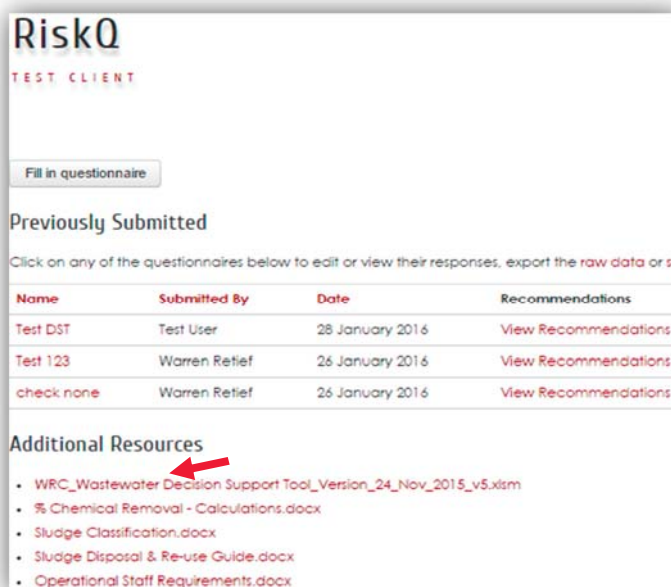 RiskQ
TEST CLIENT
Fill in questionnaire
Previously Submitted
Click on any of the questionnaires below to edit or view their responses, export the raw data or s
Name Submitted By Date Recommendations
Test DST Test User 28 January 2016 View Recommendations
Test 123 Warren Retief 26 January 2016 View Recommendations
check none Warren Retief 26 January 2016 View Recommendations
Additional Resources
• WRC_Wastewater Decision Support Tool_Version_24_Nov_2015_v5.xlsm
• % Chemical Removal - Calculations.docx
• Sludge Classification.docx
• Sludge Disposal & Re-use Guide.docx
• Operational Staff Requirements.docx